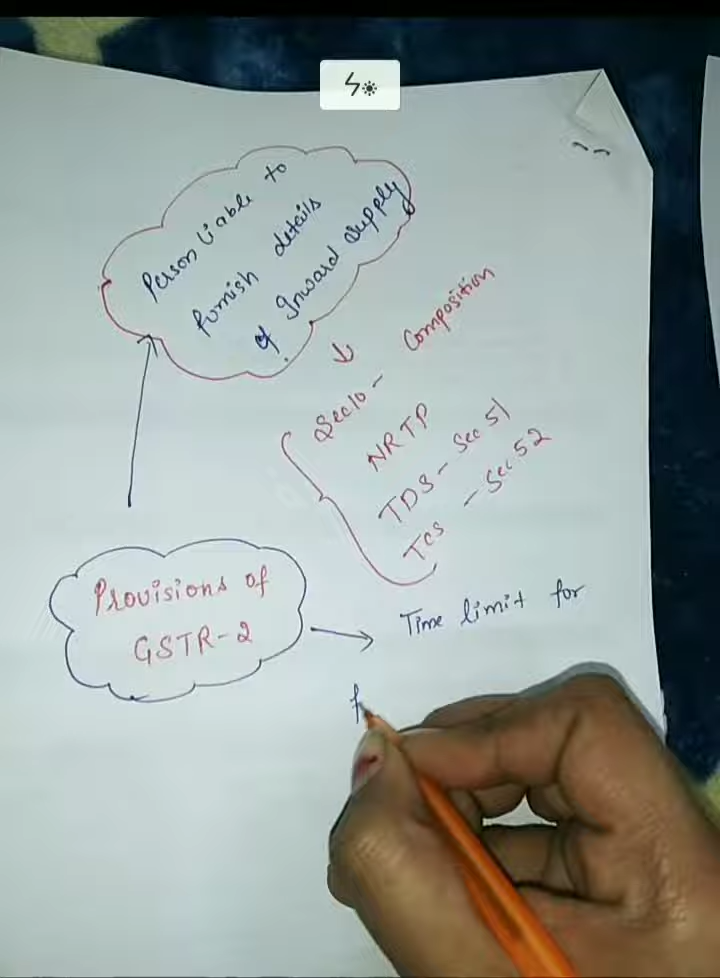 Person liable to
furnish details
of Inward Supply
↓
Sec10 - Composition
NRTP
TDS - Sec 51
TCS - Sec 52
Provisions of
GSTR-2
Time limit for
f